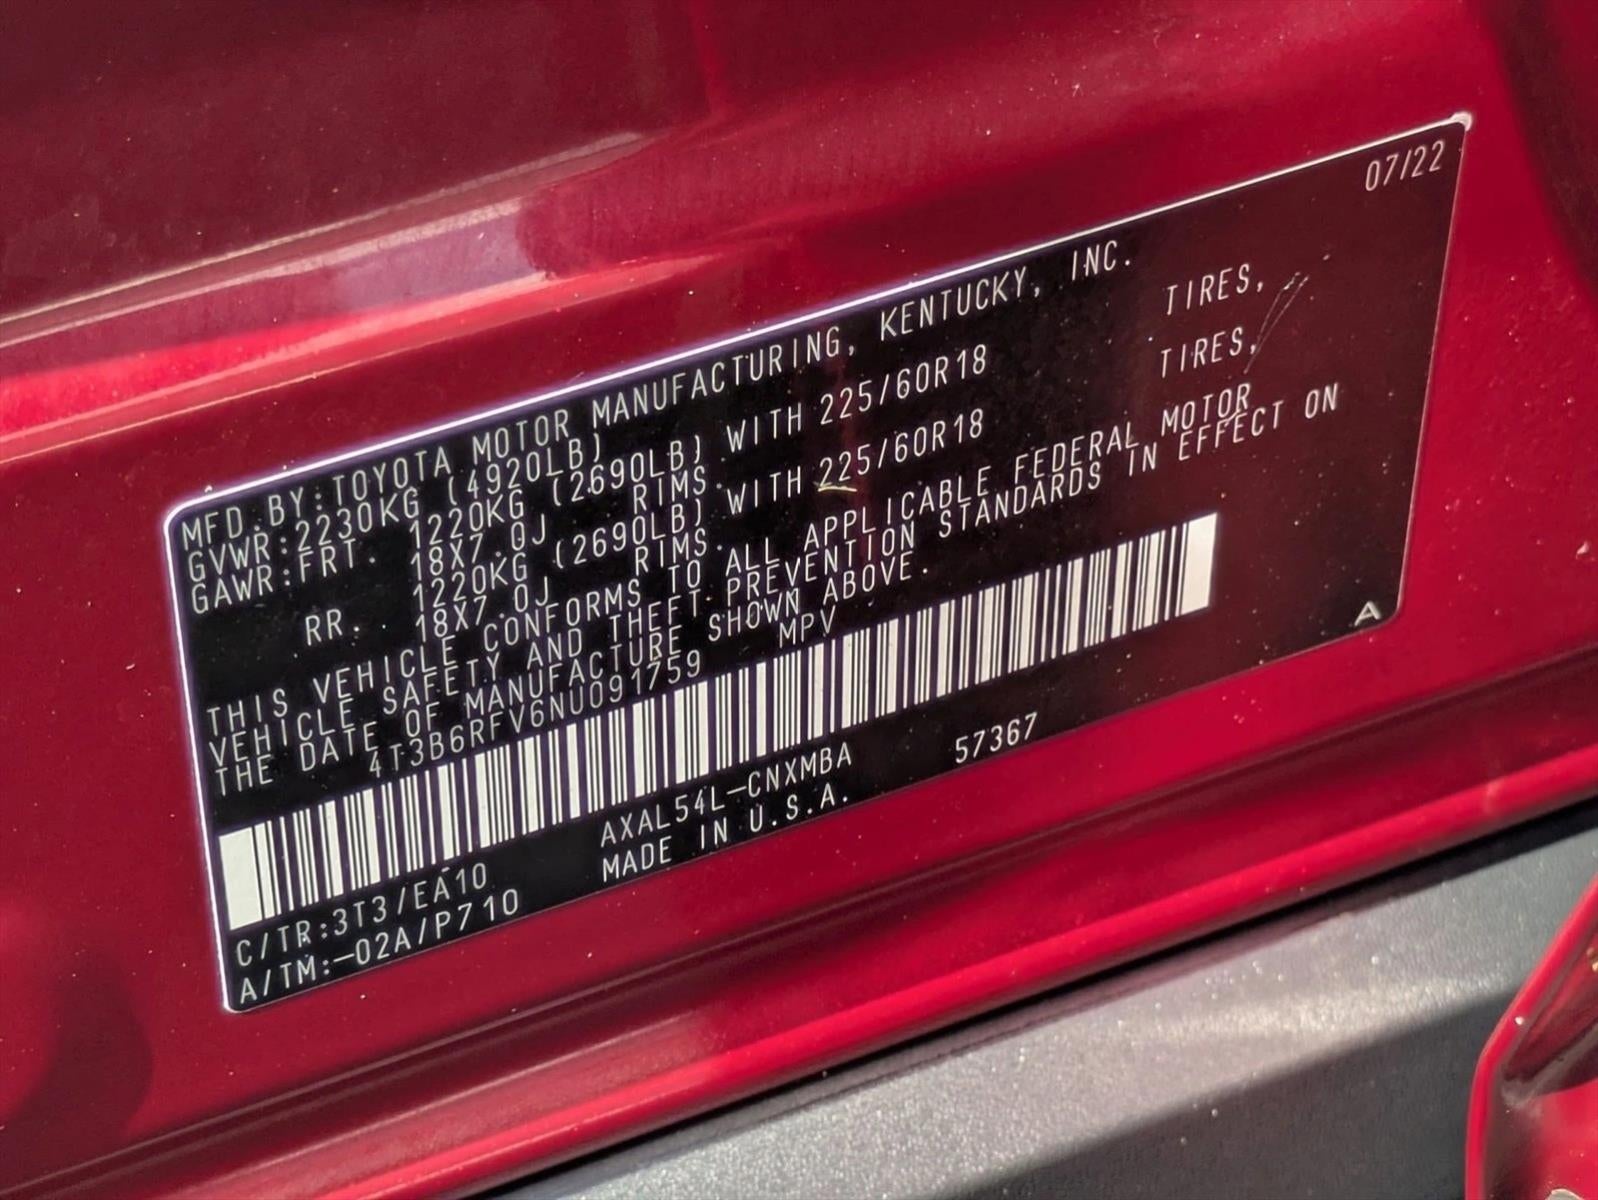 07/22
MFD.BY:TOYOTA MOTOR MANUFACTURING, KENTUCKY, INC.
GVWR:2230KG (4920LB)
GAWR:FRT. 1220KG (2690LB) WITH 225/60R18 TIRES,
18X7.0J RIMS.
RR. 1220KG (2690LB) WITH 225/60R18 TIRES,
18X7.0J RIMS.
THIS VEHICLE CONFORMS TO ALL APPLICABLE FEDERAL MOTOR
VEHICLE SAFETY AND THEFT PREVENTION STANDARDS IN EFFECT ON
THE DATE OF MANUFACTURE SHOWN ABOVE.
4T3B6RFV6NU091759 MPV
C/TR:3T3/EA10 AXAL54L-CNXMBA 57367 A
A/TM:-02A/P710 MADE IN U.S.A.